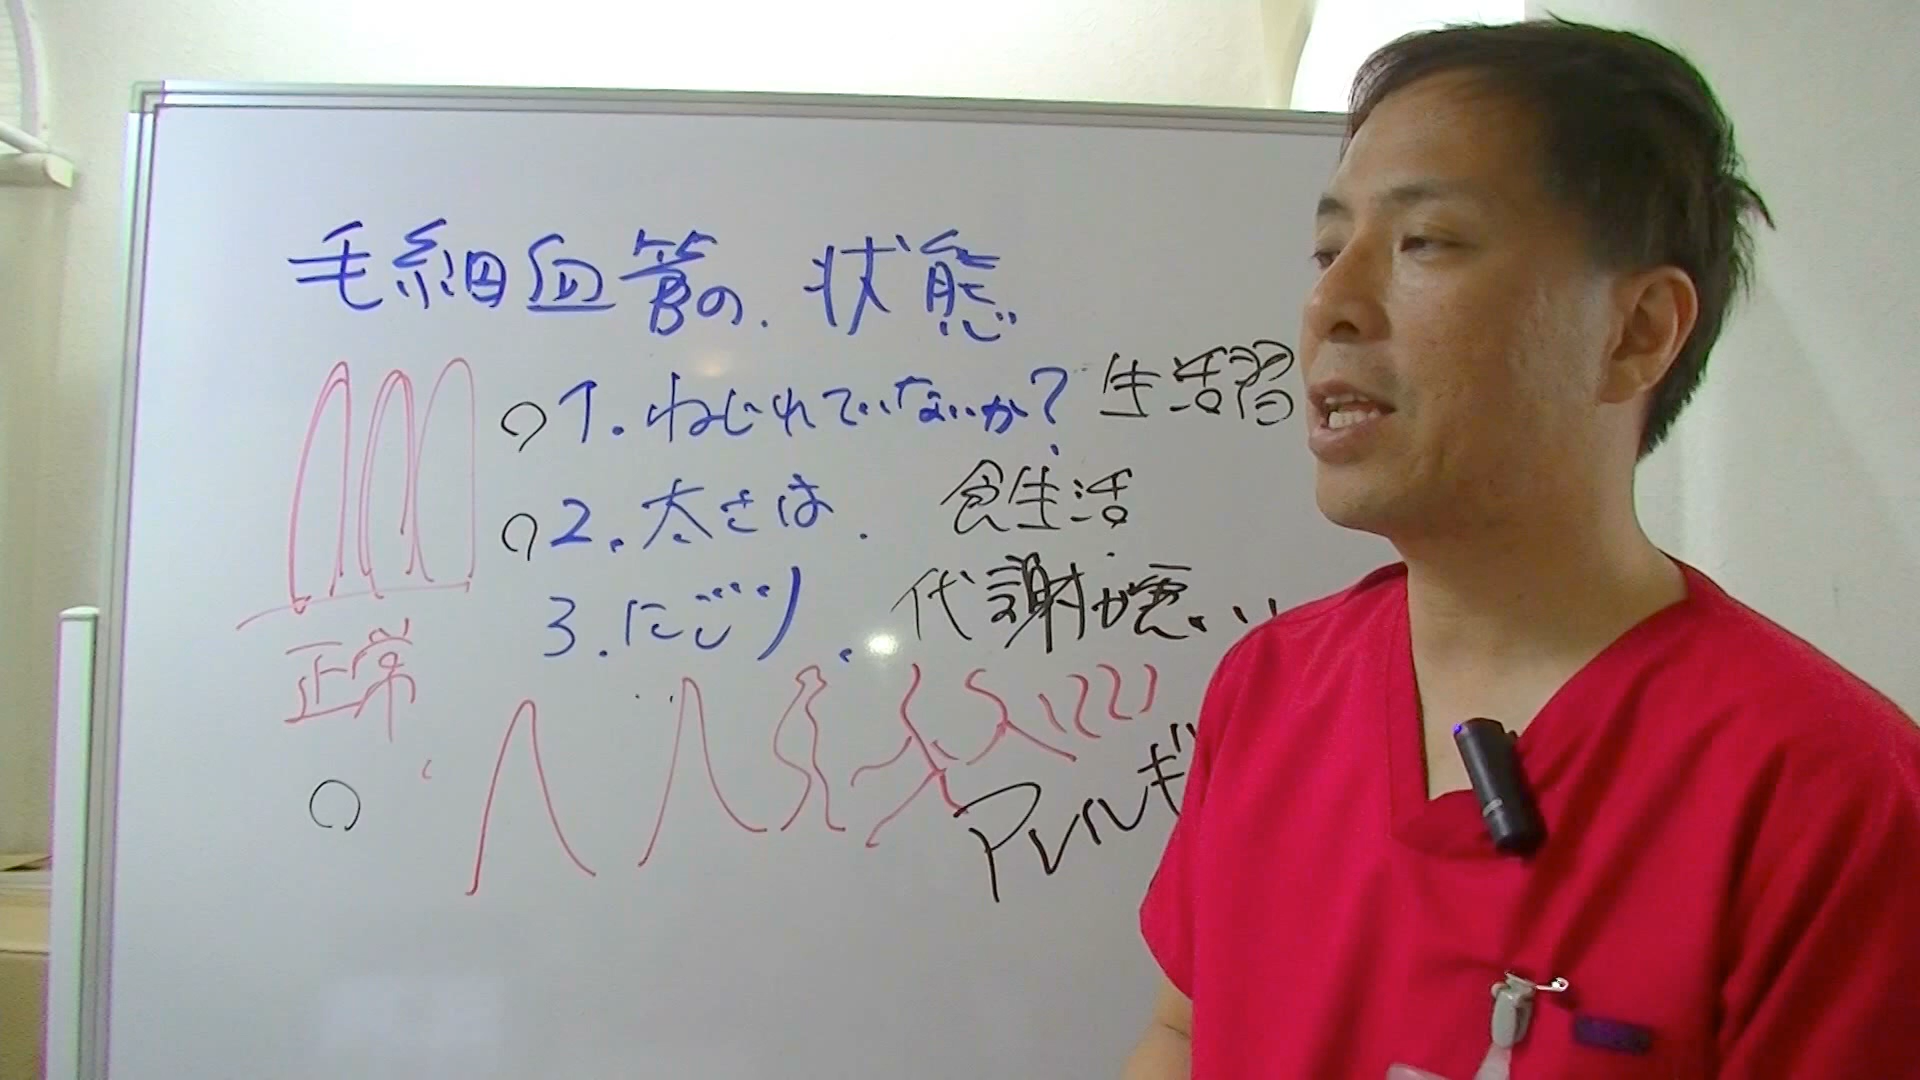 毛細血管の.状態
○1.ねじれていないか? 生活習
○2.太さは. 食生活
3.にごり. 代謝が悪い
正常
アレルギ